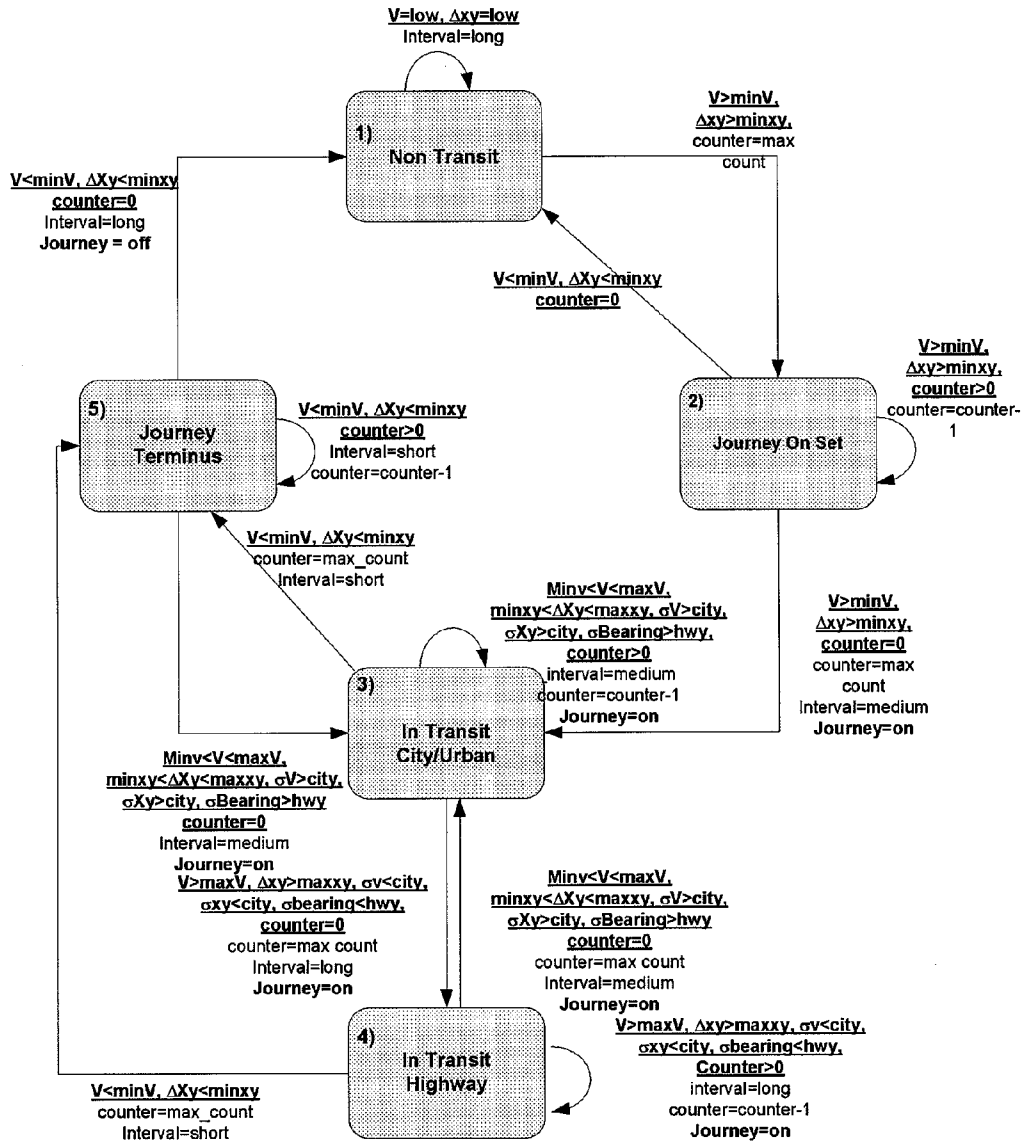 V=low, Δxy=low
Interval=long
1)
Non Transit
V>minV,
Δxy>minxy,
counter=max
count
V<minV, ΔXy<minxy
counter=0
Interval=long
Journey = off
V<minV, ΔXy<minxy
counter=0
V>minV,
Δxy>minxy,
counter>0
counter=counter-
1
2)
Journey On Set
5)
Journey
Terminus
V<minV, ΔXy<minxy
counter>0
Interval=short
counter=counter-1
V<minV, ΔXy<minxy
counter=max_count
Interval=short
Minv<V<maxV,
minxy<ΔXy<maxxy, σV>city,
σXy>city, σBearing>hwy,
counter>0
interval=medium
counter=counter-1
Journey=on
V>minV,
Δxy>minxy,
counter=0
counter=max
count
Interval=medium
Journey=on
3)
In Transit
City/Urban
Minv<V<maxV,
minxy<ΔXy<maxxy, σV>city,
σXy>city, σBearing>hwy
counter=0
Interval=medium
Journey=on
V>maxV, Δxy>maxxy, σv<city,
σxy<city, σbearing<hwy,
counter=0
counter=max count
Interval=long
Journey=on
Minv<V<maxV,
minxy<ΔXy<maxxy, σV>city,
σXy>city, σBearing>hwy
counter=0
counter=max count
Interval=medium
Journey=on
4)
In Transit
Highway
V>maxV, Δxy>maxxy, σv<city,
σxy<city, σbearing<hwy,
Counter>0
interval=long
counter=counter-1
Journey=on
V<minV, ΔXy<minxy
counter=max_count
Interval=short